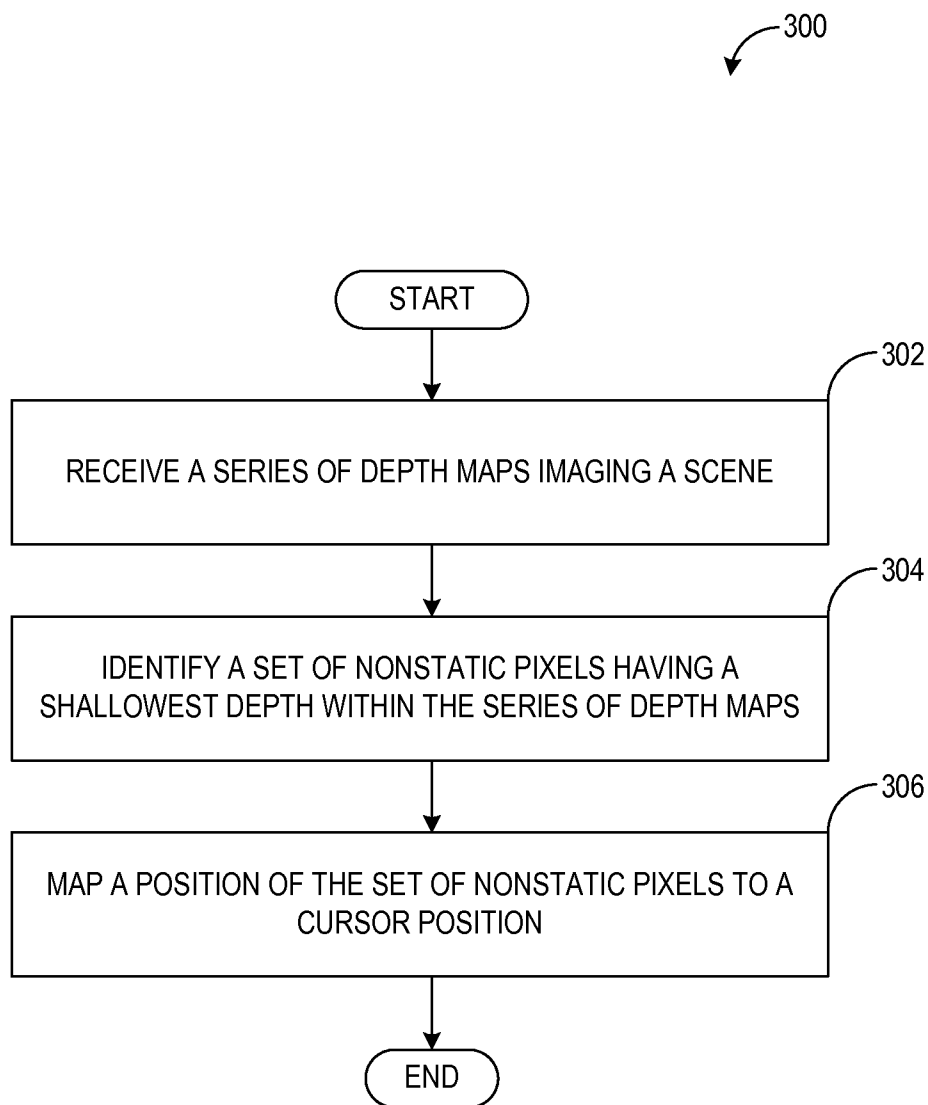 300
START
302
RECEIVE A SERIES OF DEPTH MAPS IMAGING A SCENE
304
IDENTIFY A SET OF NONSTATIC PIXELS HAVING A
SHALLOWEST DEPTH WITHIN THE SERIES OF DEPTH MAPS
306
MAP A POSITION OF THE SET OF NONSTATIC PIXELS TO A
CURSOR POSITION
END